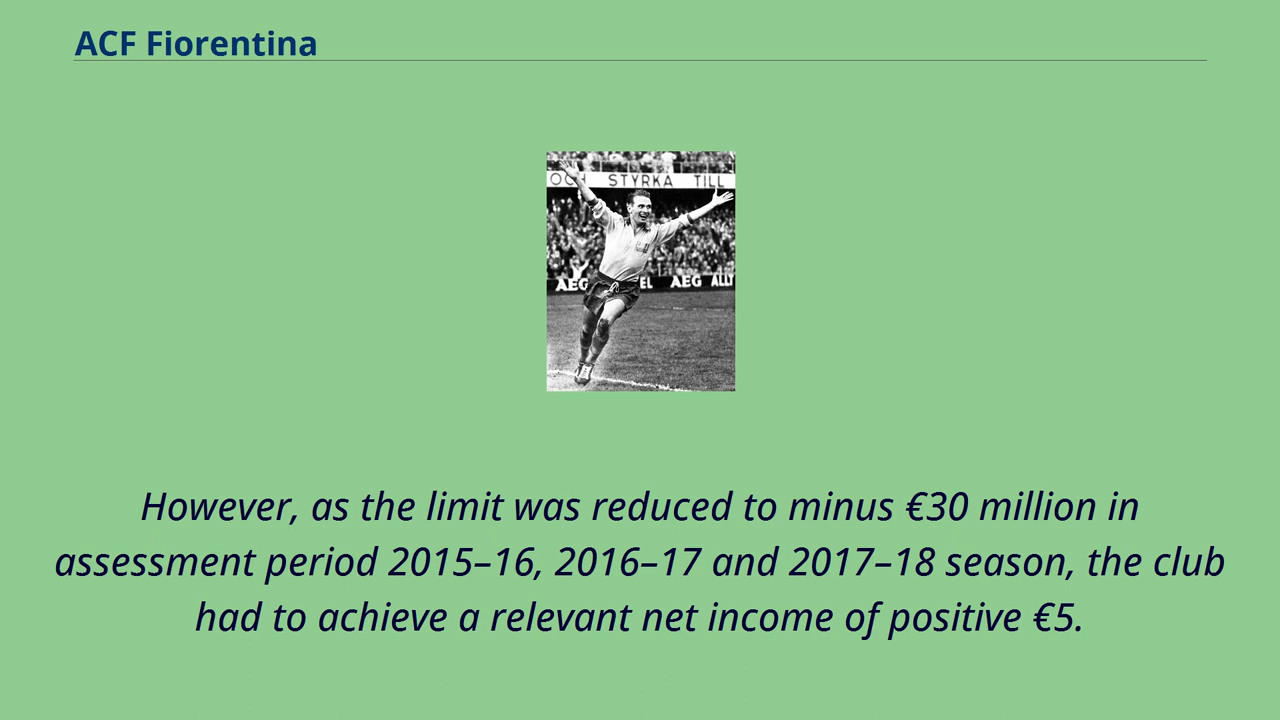 ACF Fiorentina
OCH STYRKA TILL
AEG EL AEG ALLT
However, as the limit was reduced to minus €30 million in
assessment period 2015–16, 2016–17 and 2017–18 season, the club
had to achieve a relevant net income of positive €5.